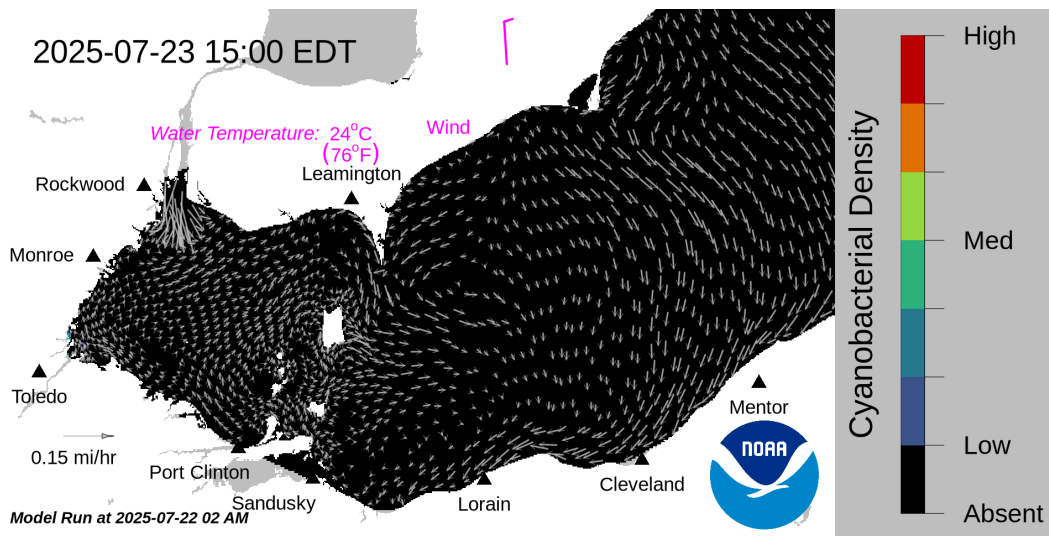 2025-07-23 15:00 EDT
Water Temperature: 24°C
(76°F)
Wind
Leamington
Rockwood
Monroe
Toledo
0.15 mi/hr
Port Clinton
Sandusky
Lorain
Cleveland
Mentor
NOAA
Model Run at 2025-07-22 02 AM
Cyanobacterial Density
High
Med
Low
Absent